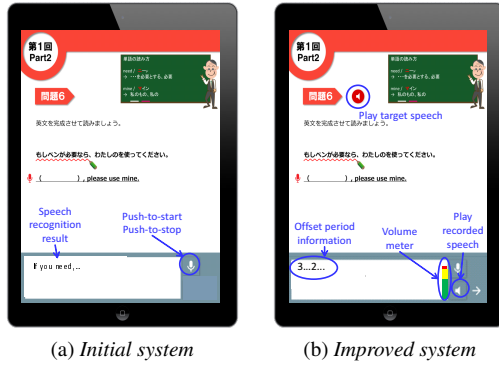 第1回
Part2
単語の読み方
need /
→ …を必要とする、必要
mine /
→ 私のもの、私の
問題6
英文を完成させて読みましょう。
もしペンが必要なら、わたしのを使ってください。
( ) , please use mine.
Speech
recognition
result
Push-to-start
Push-to-stop
If you need,...
(a) Initial system
第1回
Part2
単語の読み方
need /
→ …を必要とする、必要
mine /
→ 私のもの、私の
問題6
Play target speech
英文を完成させて読みましょう。
もしペンが必要なら、わたしのを使ってください。
( ) , please use mine.
Offset period
information
Volume
meter
Play
recorded
speech
3...2...
(b) Improved system